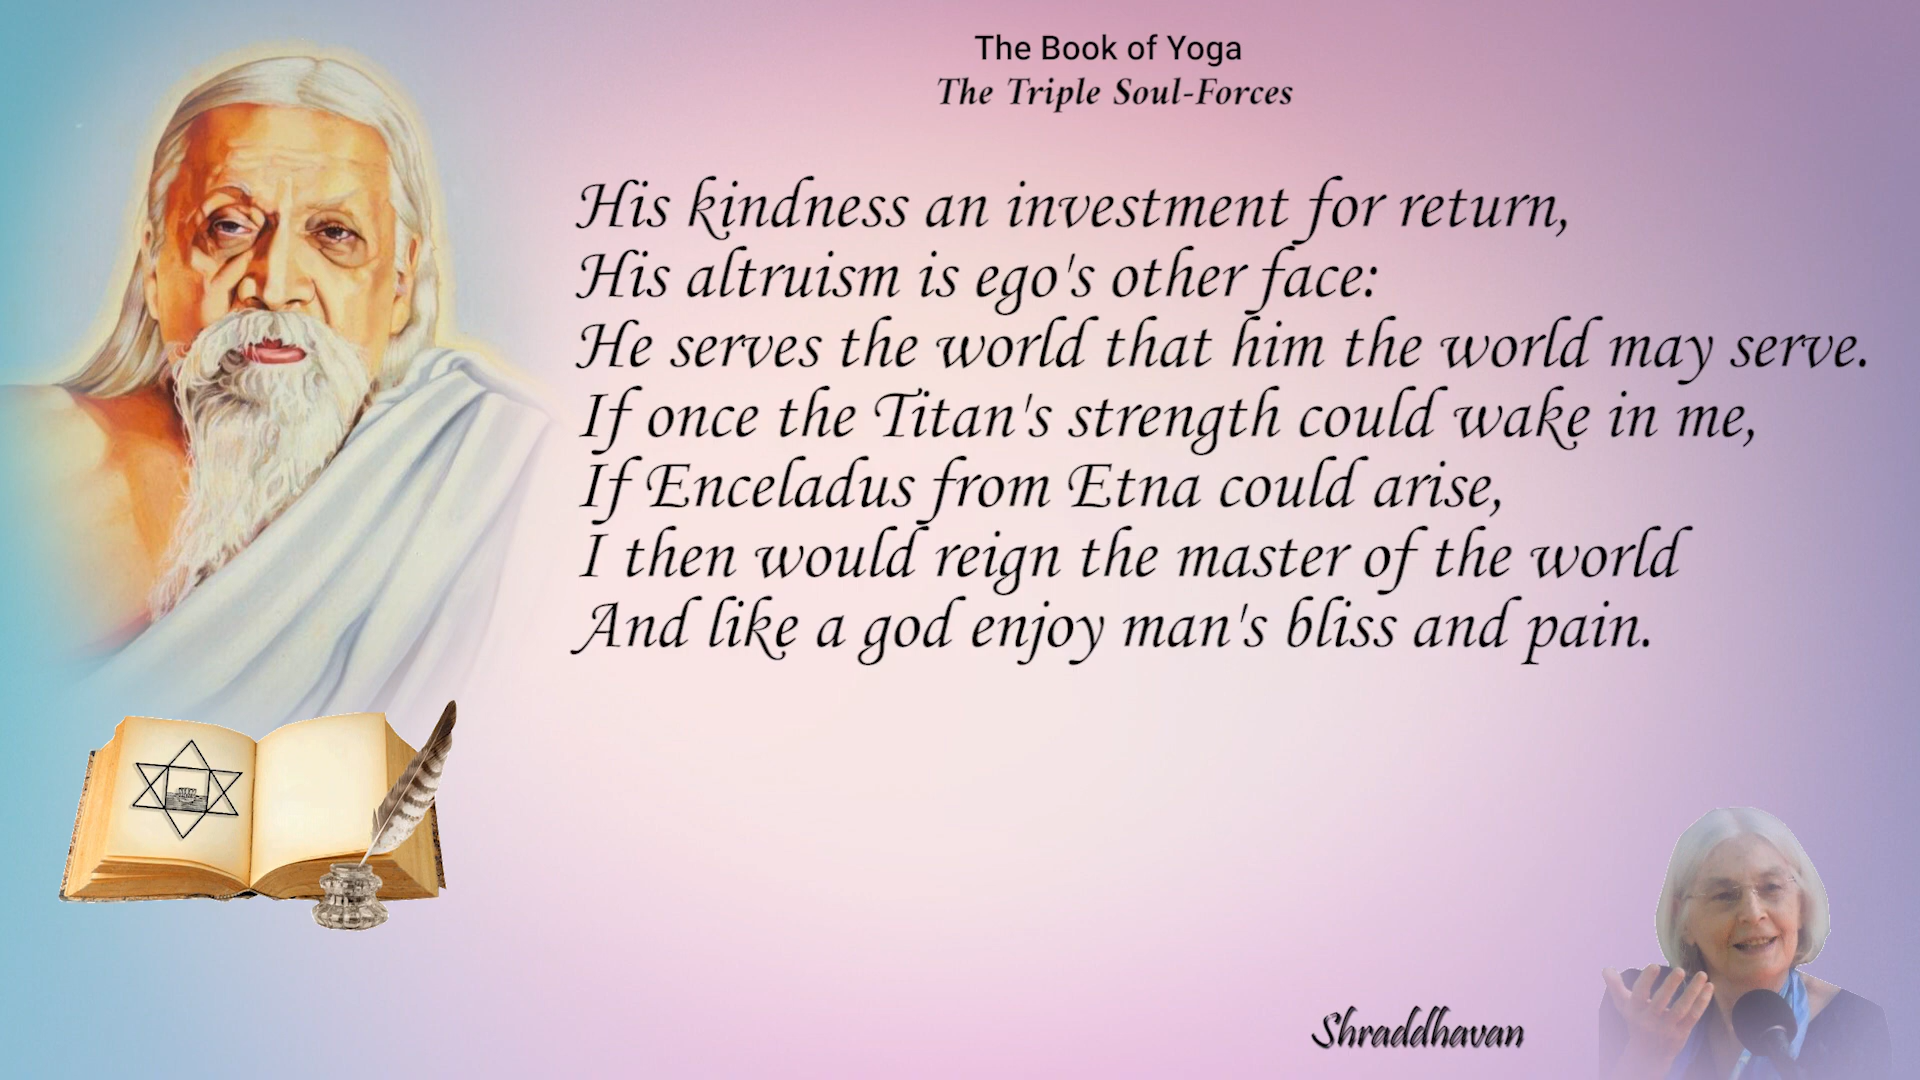 The Book of Yoga
The Triple Soul-Forces
His kindness an investment for return,
His altruism is ego's other face:
He serves the world that him the world may serve.
If once the Titan's strength could wake in me,
If Enceladus from Etna could arise,
I then would reign the master of the world
And like a god enjoy man's bliss and pain.
Shraddhavan